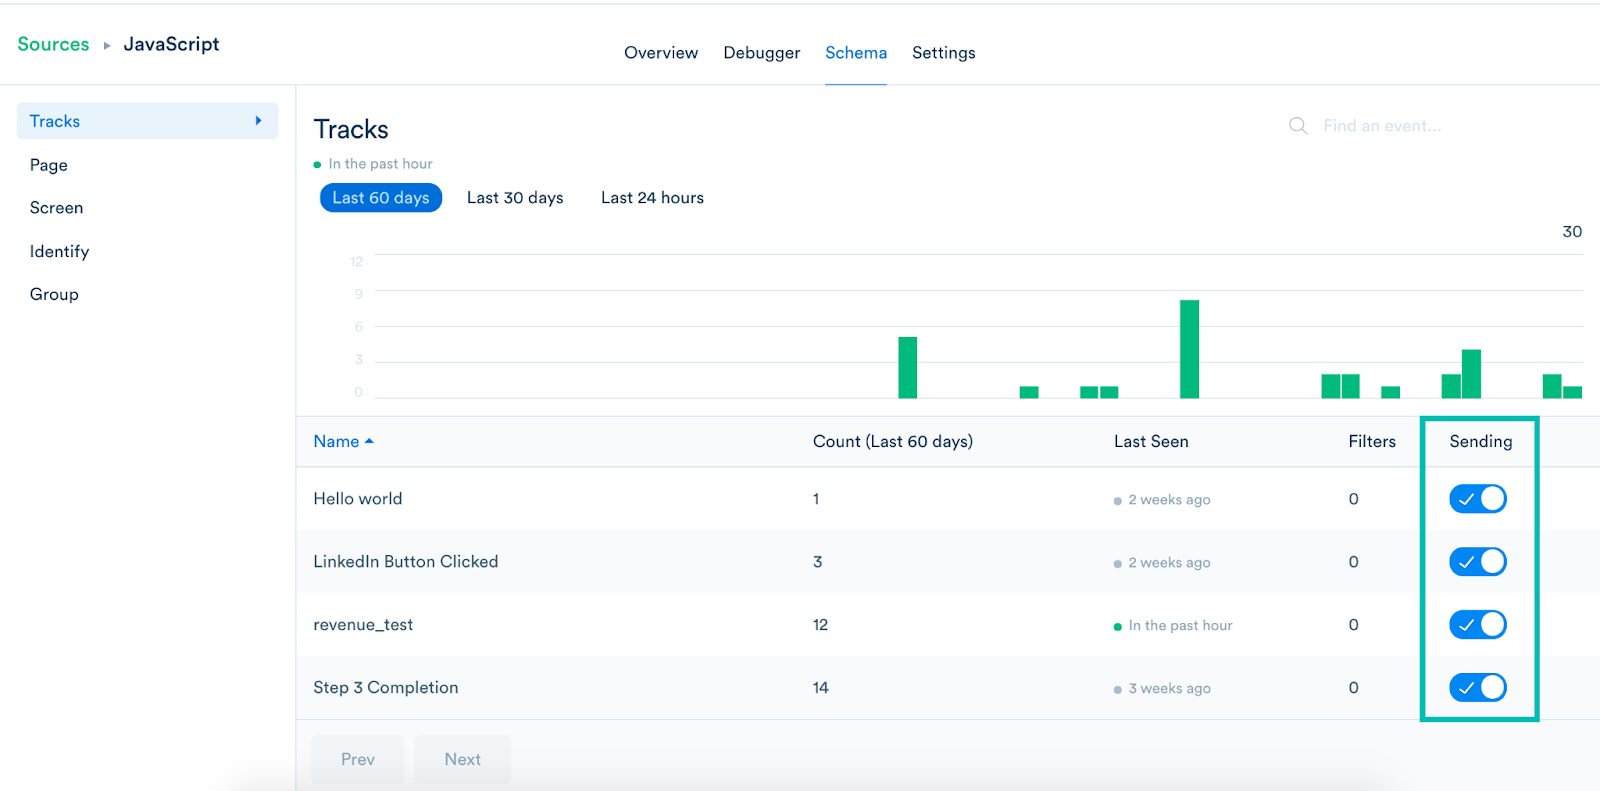 Sources ▸ JavaScript
Overview Debugger Schema Settings
Tracks
Page
Screen
Identify
Group
Tracks
Find an event...
In the past hour
Last 60 days Last 30 days Last 24 hours
30
12
9
6
3
0
Name Count (Last 60 days) Last Seen Filters Sending
Hello world 1 2 weeks ago 0
LinkedIn Button Clicked 3 2 weeks ago 0
revenue_test 12 In the past hour 0
Step 3 Completion 14 3 weeks ago 0
Prev Next